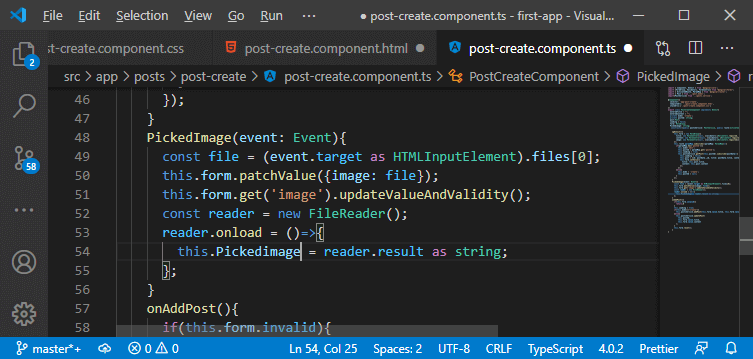 File Edit Selection View Go Run ··· ● post-create.component.ts - first-app - Visual...
st-create.component.css post-create.component.html post-create.component.ts
src > app > posts > post-create > post-create.component.ts > PostCreateComponent > PickedImage > r
2
58
46 });
47 }
48 PickedImage(event: Event){
49 const file = (event.target as HTMLInputElement).files[0];
50 this.form.patchValue({image: file});
51 this.form.get('image').updateValueAndValidity();
52 const reader = new FileReader();
53 reader.onload = ()=>{
54 this.Pickedimage = reader.result as string;
55 };
56 }
57 onAddPost(){
58 if(this.form.invalid){
master*+ 0 0 Ln 54, Col 25 Spaces: 2 UTF-8 CRLF TypeScript 4.0.2 Prettier